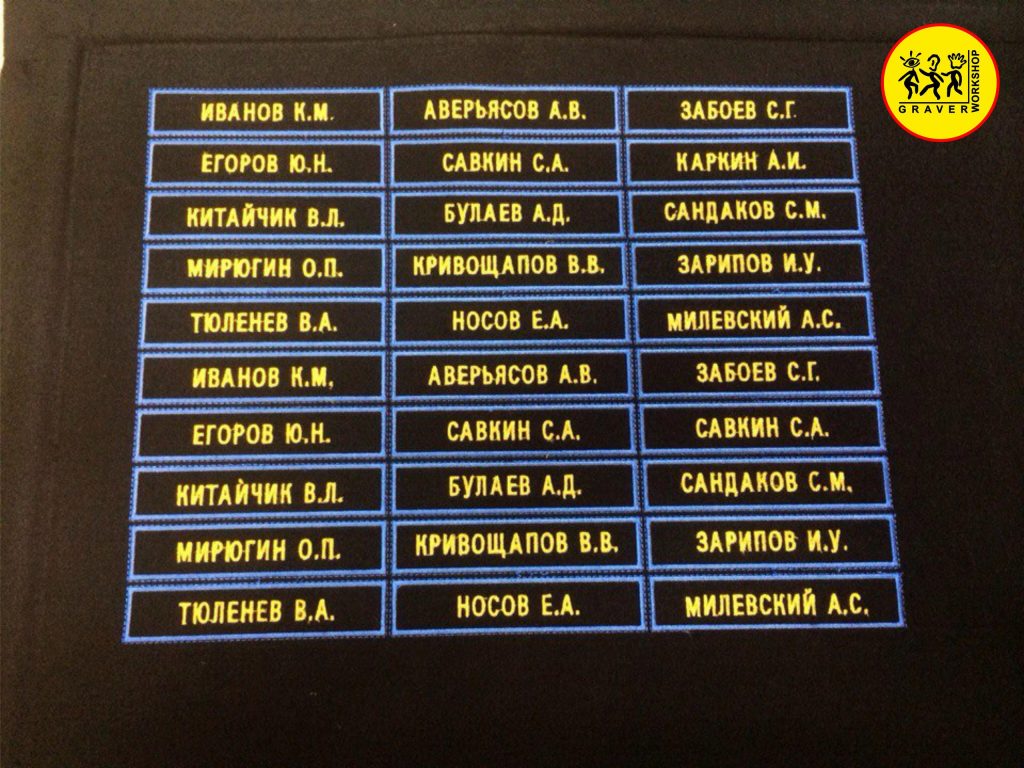 ИВАНОВ К.М. АВЕРЬЯСОВ А.В. ЗАБОЕВ С.Г.
ЕГОРОВ Ю.Н. САВКИН С.А. КАРКИН А.И.
КИТАЙЧИК В.Л. БУЛАЕВ А.Д. САНДАКОВ С.М.
МИРЮГИН О.П. КРИВОЩАПОВ В.В. ЗАРИПОВ И.У.
ТЮЛЕНЕВ В.А. НОСОВ Е.А. МИЛЕВСКИЙ А.С.
ИВАНОВ К.М. АВЕРЬЯСОВ А.В. ЗАБОЕВ С.Г.
ЕГОРОВ Ю.Н. САВКИН С.А. САВКИН С.А.
КИТАЙЧИК В.Л. БУЛАЕВ А.Д. САНДАКОВ С.М.
МИРЮГИН О.П. КРИВОЩАПОВ В.В. ЗАРИПОВ И.У.
ТЮЛЕНЕВ В.А. НОСОВ Е.А. МИЛЕВСКИЙ А.С.
GRAVER
WORKSHOP